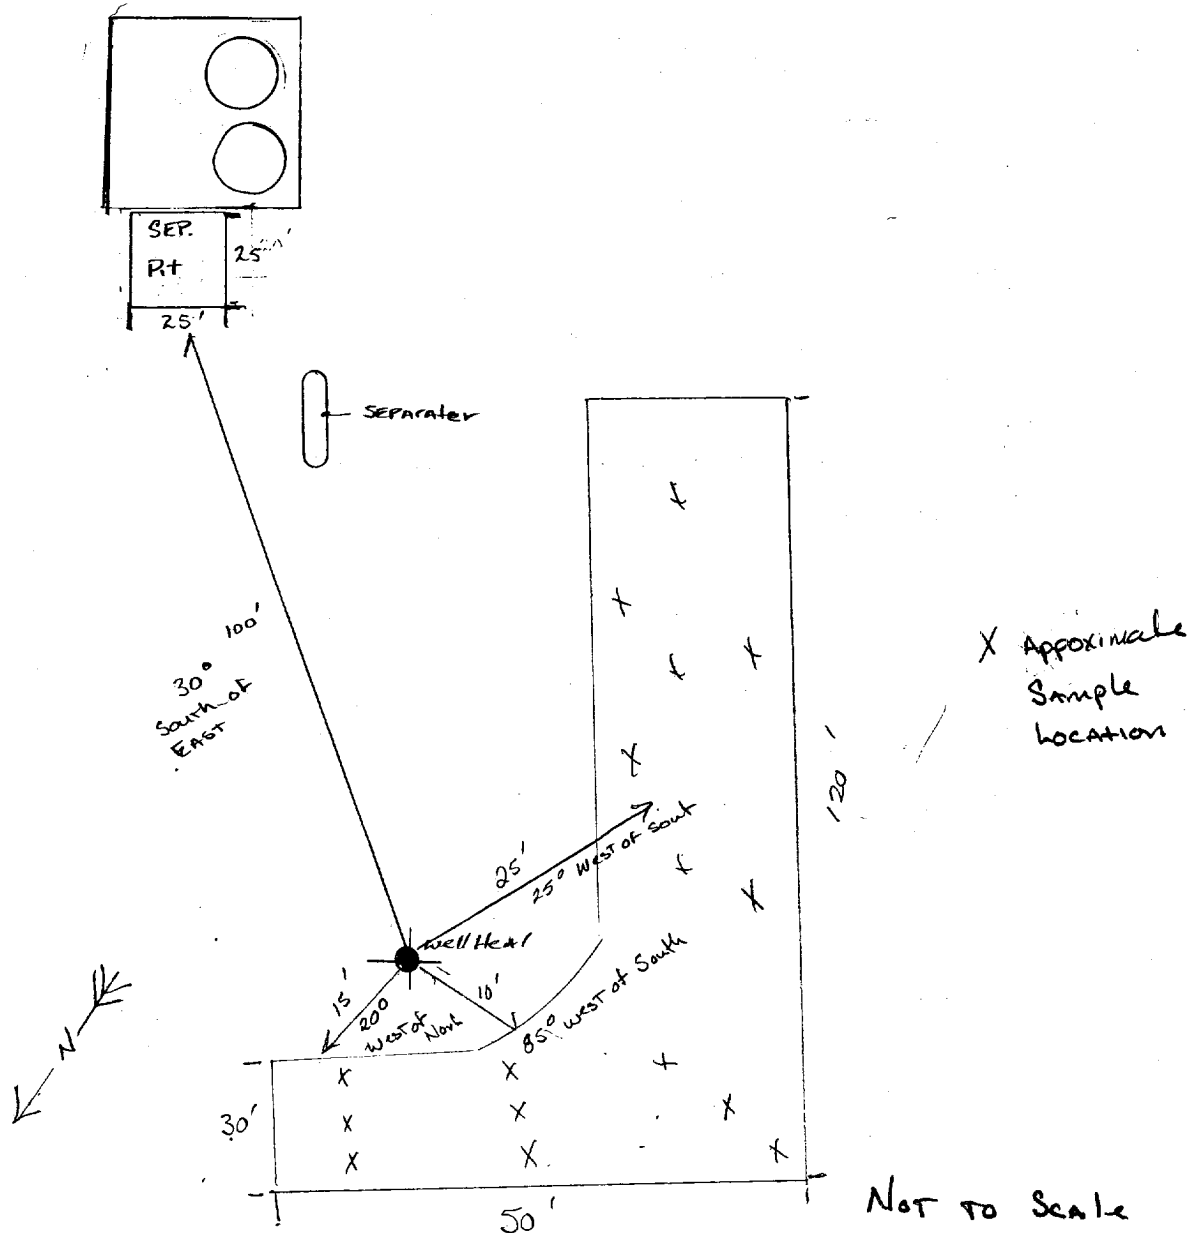 SEP.
Pit
25'
25'
SEPArater
100'
30°
South of
EAST
X Appoximate
Sample
Location
120'
25'
25° West of Sout
well Head
10'
85° West of South
15'
20°
West of
North
N
30'
50'
Not to Scale